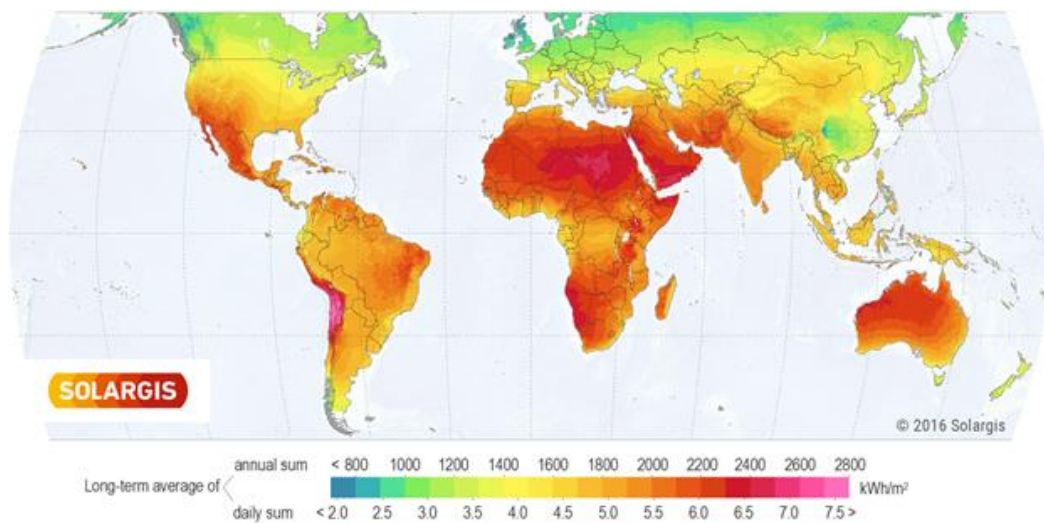 SOLARGIS
© 2016 Solargis
annual sum < 800 1000 1200 1400 1600 1800 2000 2200 2400 2600 2800
Long-term average of kWh/m²
daily sum < 2.0 2.5 3.0 3.5 4.0 4.5 5.0 5.5 6.0 6.5 7.0 7.5 >